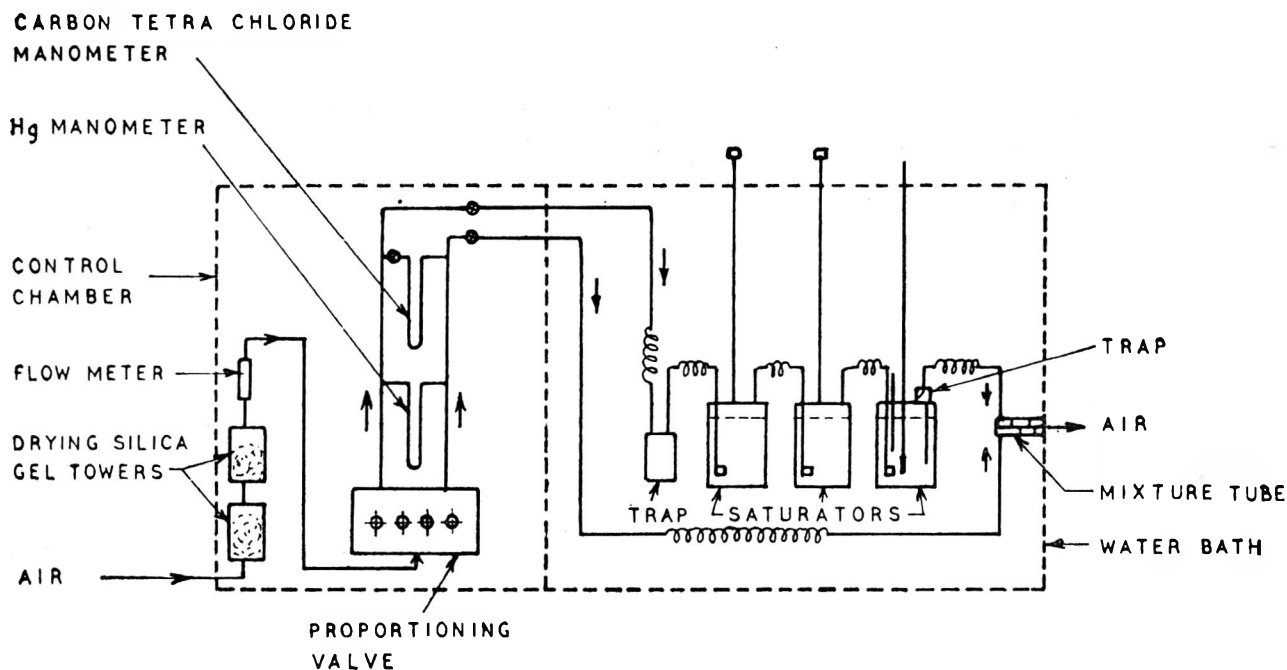 CARBON TETRA CHLORIDE
MANOMETER
Hg MANOMETER
CONTROL
CHAMBER
FLOW METER
DRYING SILICA
GEL TOWERS
AIR
PROPORTIONING
VALVE
TRAP
SATURATORS
TRAP
AIR
MIXTURE TUBE
WATER BATH